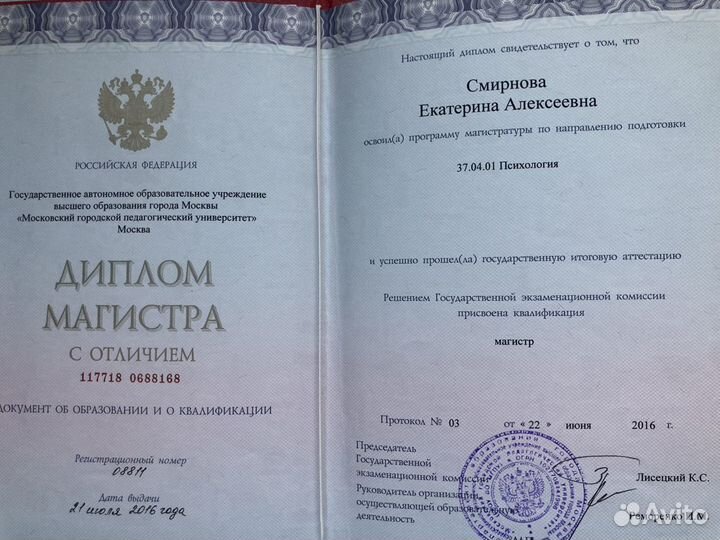 РОССИЙСКАЯ ФЕДЕРАЦИЯ
Государственное автономное образовательное учреждение
высшего образования города Москвы
«Московский городской педагогический университет»
Москва
ДИПЛОМ
МАГИСТРА
С ОТЛИЧИЕМ
117718 0688168
ДОКУМЕНТ ОБ ОБРАЗОВАНИИ И О КВАЛИФИКАЦИИ
Регистрационный номер
08811
Дата выдачи
21 июля 2016 года
Настоящий диплом свидетельствует о том, что
Смирнова
Екатерина Алексеевна
освоил(а) программу магистратуры по направлению подготовки
37.04.01 Психология
и успешно прошел(ла) государственную итоговую аттестацию
Решением Государственной экзаменационной комиссии
присвоена квалификация
магистр
Протокол № 03 от « 22 » июня 2016 г.
Председатель
Государственной
экзаменационной комиссии Лисецкий К.С.
Руководитель организации,
осуществляющей образовательную
деятельность Реморенко И.М.
Avito